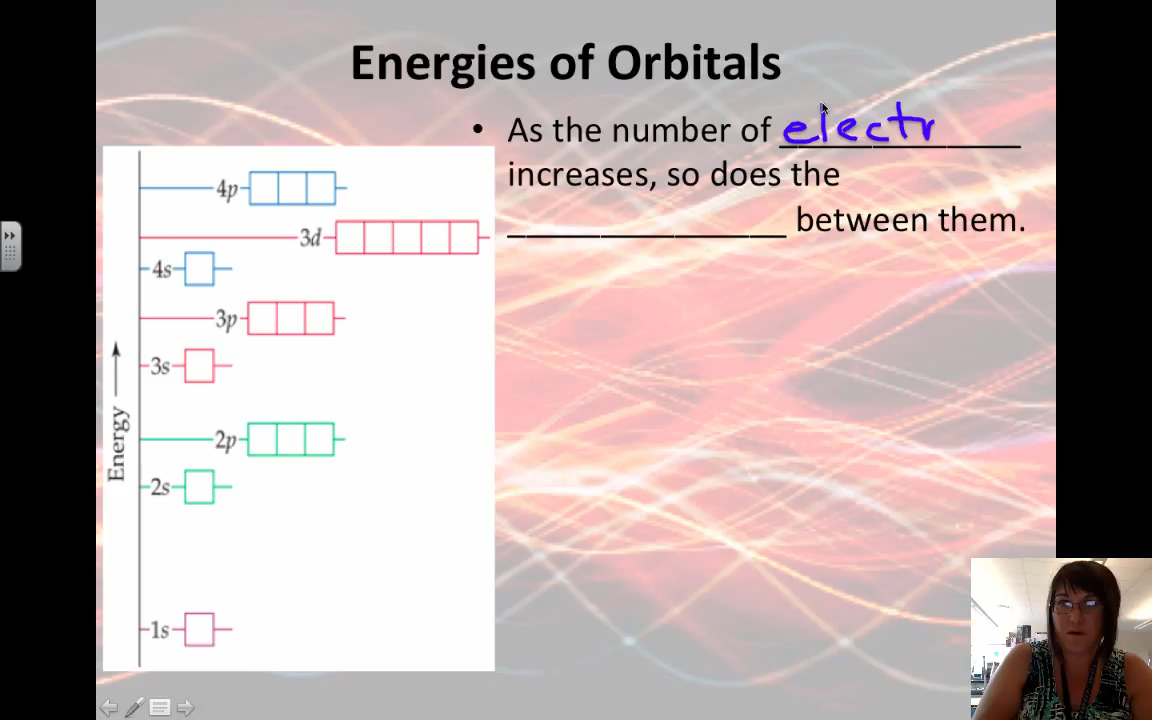 Energies of Orbitals
• As the number of electr
increases, so does the
_______________ between them.
4p
3d
4s
3p
3s
2p
2s
1s
Energy